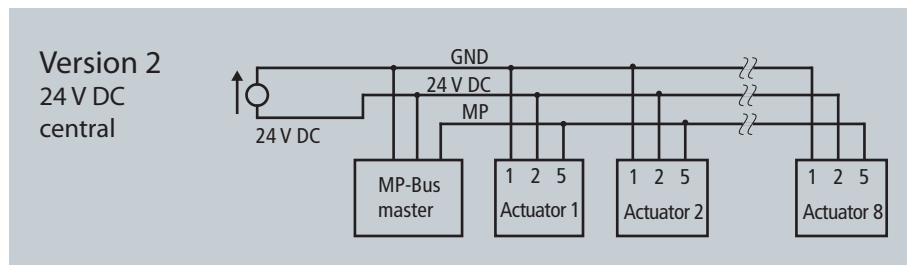 Version 2
24 V DC
central
GND
24 V DC
MP
24 V DC
MP-Bus
master
1 2 5
Actuator 1
1 2 5
Actuator 2
1 2 5
Actuator 8